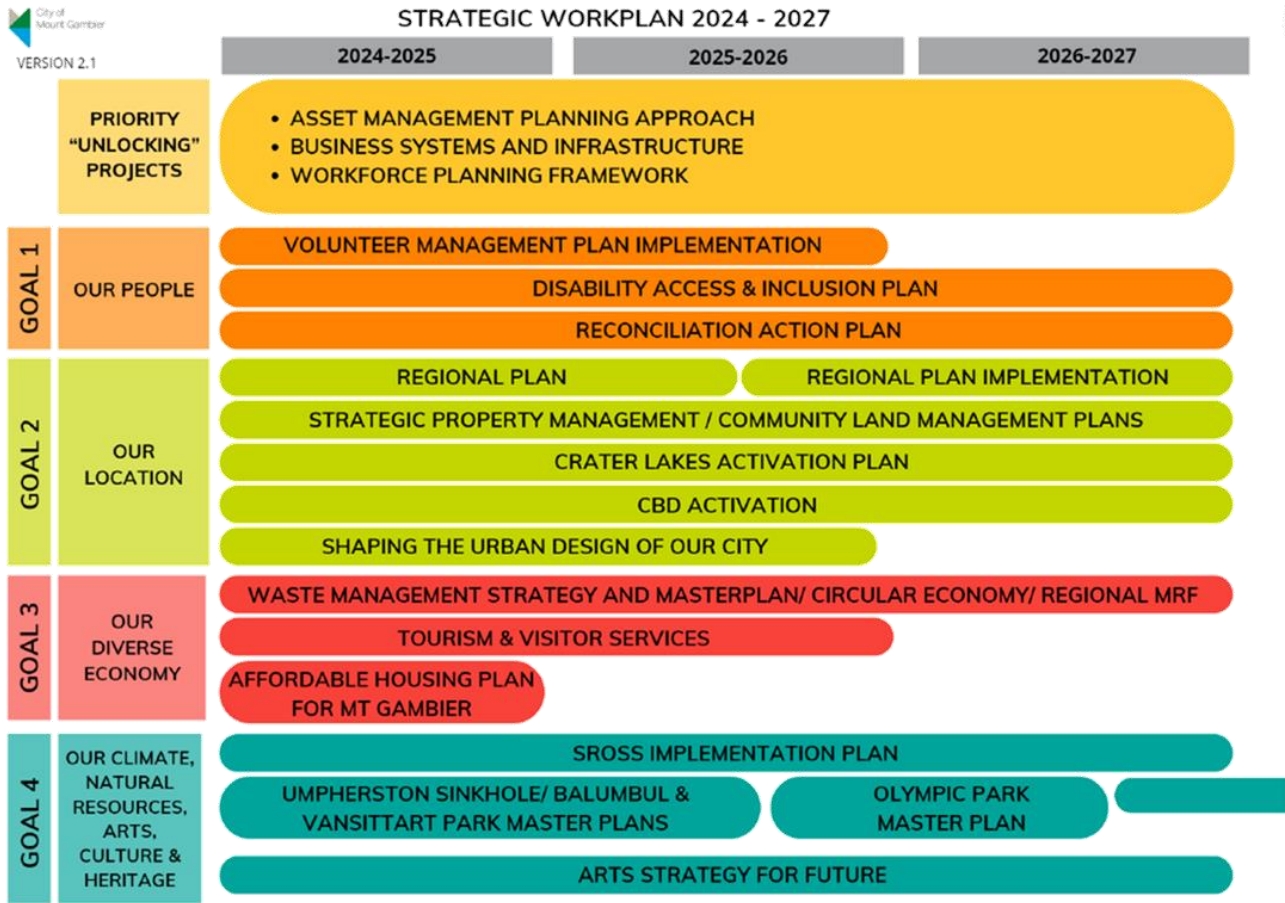 City of
Mount Gambier
STRATEGIC WORKPLAN 2024 - 2027
VERSION 2.1
2024-2025
2025-2026
2026-2027
PRIORITY
“UNLOCKING”
PROJECTS
• ASSET MANAGEMENT PLANNING APPROACH
• BUSINESS SYSTEMS AND INFRASTRUCTURE
• WORKFORCE PLANNING FRAMEWORK
GOAL 1
OUR PEOPLE
VOLUNTEER MANAGEMENT PLAN IMPLEMENTATION
DISABILITY ACCESS & INCLUSION PLAN
RECONCILIATION ACTION PLAN
GOAL 2
OUR
LOCATION
REGIONAL PLAN
REGIONAL PLAN IMPLEMENTATION
STRATEGIC PROPERTY MANAGEMENT / COMMUNITY LAND MANAGEMENT PLANS
CRATER LAKES ACTIVATION PLAN
CBD ACTIVATION
SHAPING THE URBAN DESIGN OF OUR CITY
GOAL 3
OUR
DIVERSE
ECONOMY
WASTE MANAGEMENT STRATEGY AND MASTERPLAN/ CIRCULAR ECONOMY/ REGIONAL MRF
TOURISM & VISITOR SERVICES
AFFORDABLE HOUSING PLAN
FOR MT GAMBIER
GOAL 4
OUR CLIMATE,
NATURAL
RESOURCES,
ARTS,
CULTURE &
HERITAGE
SROSS IMPLEMENTATION PLAN
UMPHERSTON SINKHOLE/ BALUMBUL &
VANSITTART PARK MASTER PLANS
OLYMPIC PARK
MASTER PLAN
ARTS STRATEGY FOR FUTURE